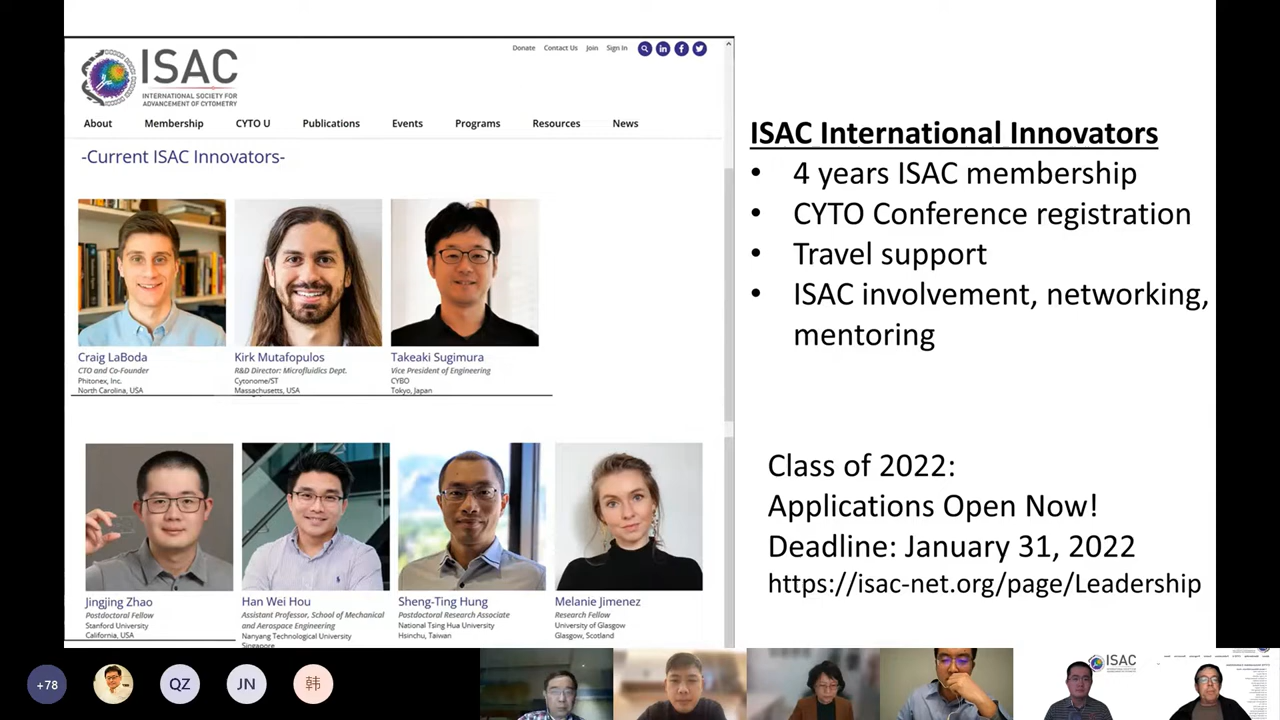 Donate Contact Us Join Sign In
ISAC
INTERNATIONAL SOCIETY FOR
ADVANCEMENT OF CYTOMETRY
About Membership CYTO U Publications Events Programs Resources News
-Current ISAC Innovators-
Craig LaBoda
CTO and Co-Founder
Phitonex, Inc.
North Carolina, USA
Kirk Mutafopulos
R&D Director: Microfluidics Dept.
Cytonome/ST
Massachusetts, USA
Takeaki Sugimura
Vice President of Engineering
CYBO
Tokyo, Japan
Jingjing Zhao
Postdoctoral Fellow
Stanford University
California, USA
Han Wei Hou
Assistant Professor, School of Mechanical
and Aerospace Engineering
Nanyang Technological University
Singapore
Sheng-Ting Hung
Postdoctoral Research Associate
National Tsing Hua University
Hsinchu, Taiwan
Melanie Jimenez
Research Fellow
University of Glasgow
Glasgow, Scotland
ISAC International Innovators
• 4 years ISAC membership
• CYTO Conference registration
• Travel support
• ISAC involvement, networking,
mentoring
Class of 2022:
Applications Open Now!
Deadline: January 31, 2022
https://isac-net.org/page/Leadership
+78 QZ JN 韩
ISAC